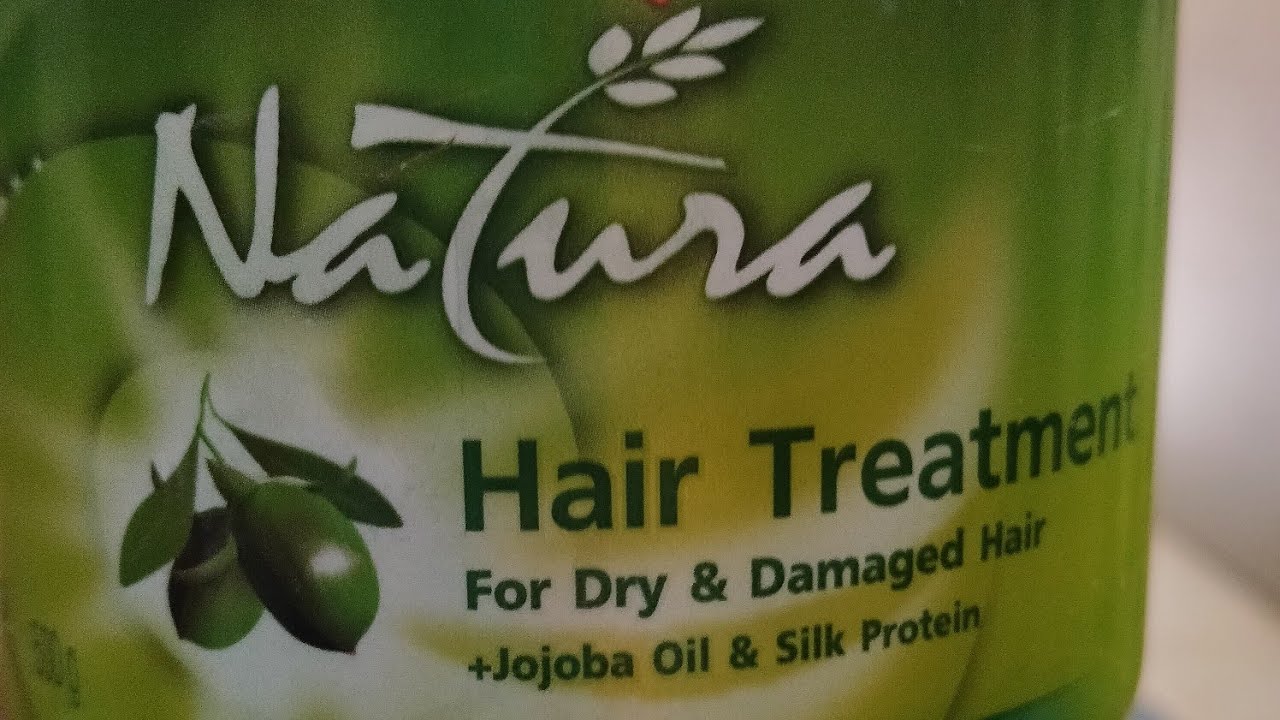 Natura
Hair Treatment
For Dry & Damaged Hair
+Jojoba Oil & Silk Protein